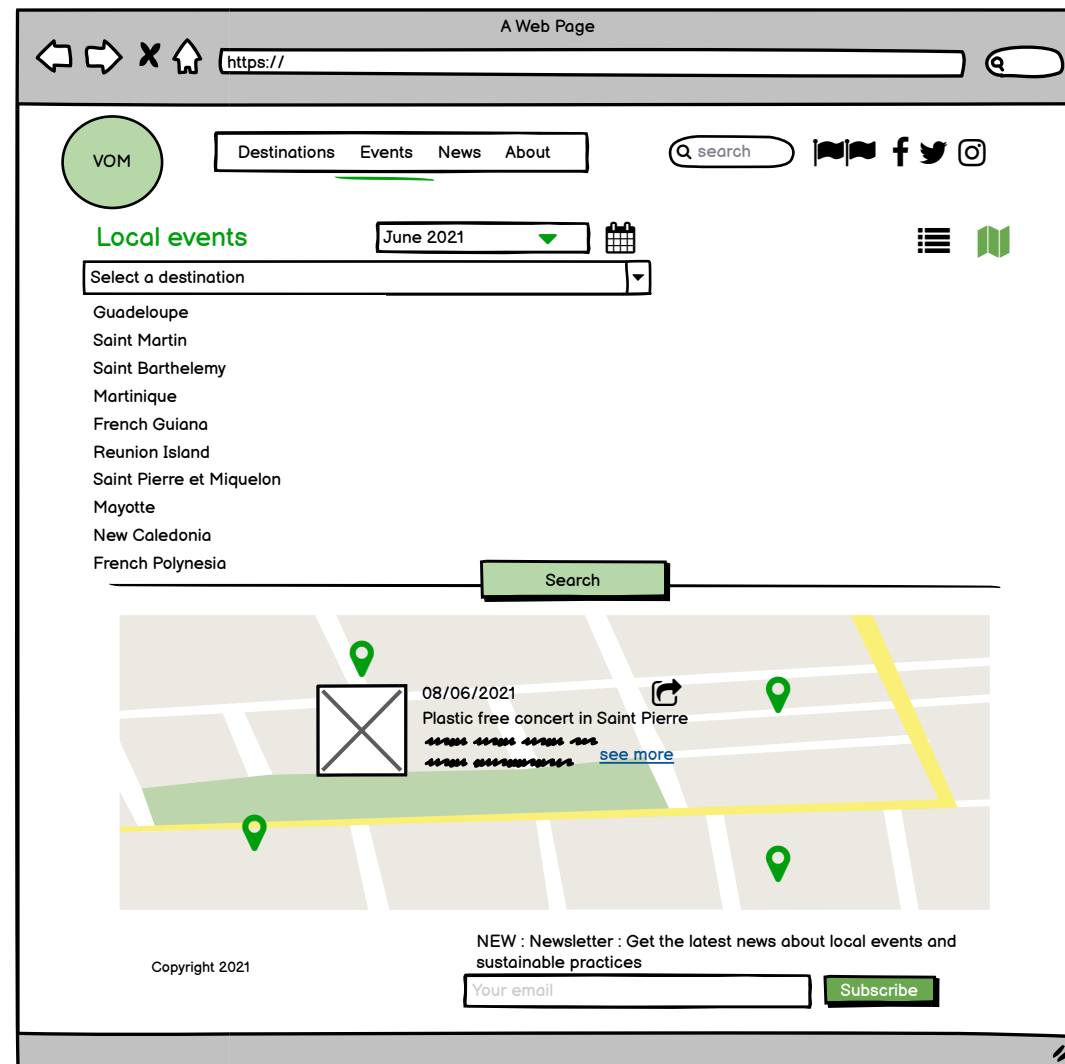 A Web Page
https://
VOM
Destinations Events News About
search
Local events
June 2021
Select a destination
Guadeloupe
Saint Martin
Saint Barthelemy
Martinique
French Guiana
Reunion Island
Saint Pierre et Miquelon
Mayotte
New Caledonia
French Polynesia
Search
08/06/2021
Plastic free concert in Saint Pierre
see more
NEW : Newsletter : Get the latest news about local events and
sustainable practices
Copyright 2021
Your email
Subscribe